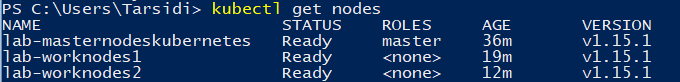 PS C:\Users\Tarsidi> kubectl get nodes
NAME STATUS ROLES AGE VERSION
lab-masternodeskubernetes Ready master 36m v1.15.1
lab-worknodes1 Ready <none> 19m v1.15.1
lab-worknodes2 Ready <none> 12m v1.15.1